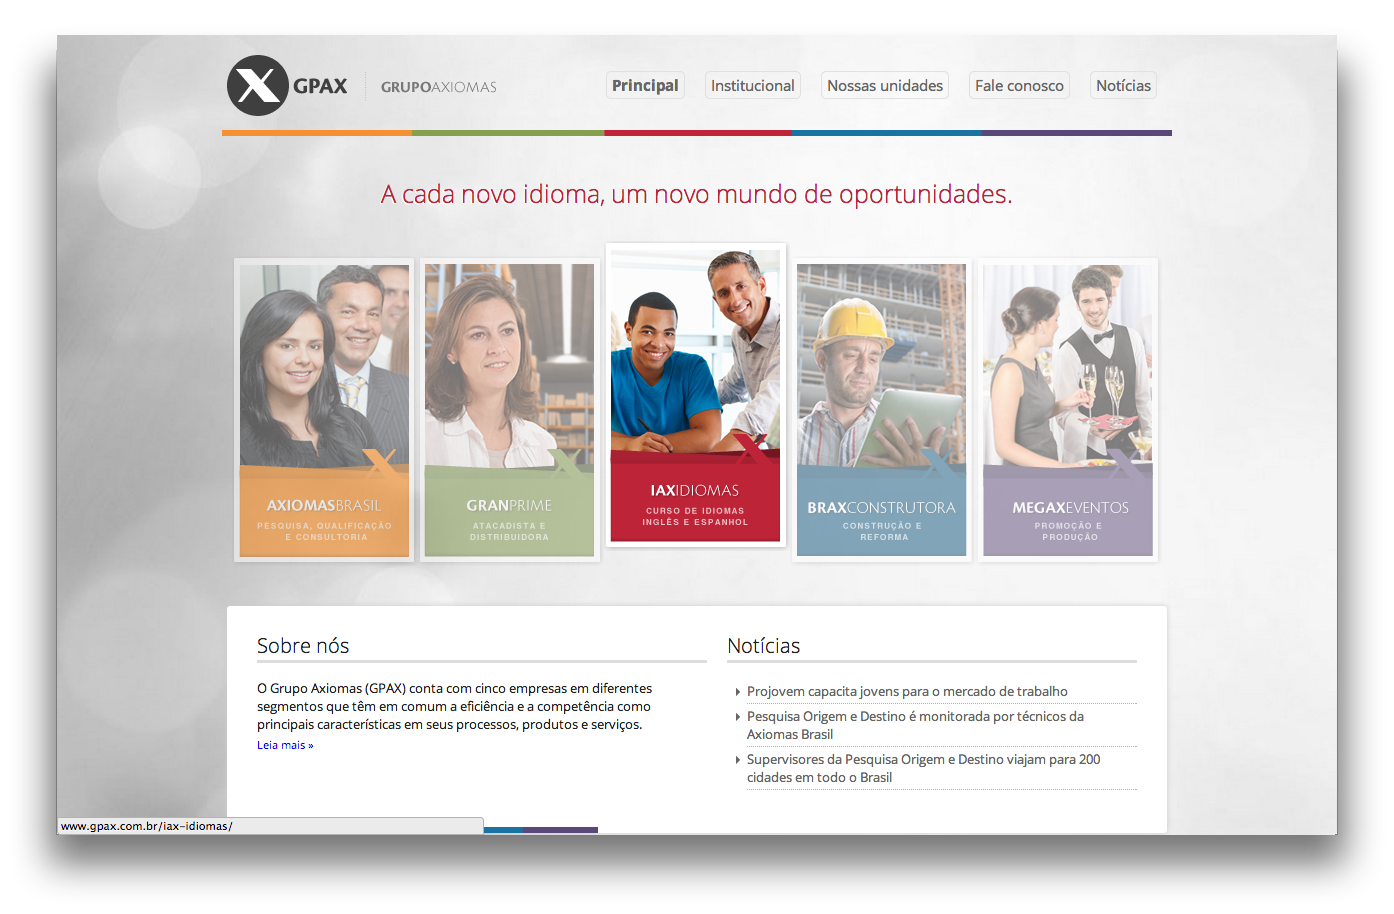 GPAX
GRUPOAXIOMAS
Principal
Institucional
Nossas unidades
Fale conosco
Notícias
A cada novo idioma, um novo mundo de oportunidades.
AXIOMASBRASIL
PESQUISA, QUALIFICAÇÃO
E CONSULTORIA
GRANPRIME
ATACADISTA E
DISTRIBUIDORA
IAXIDIOMAS
CURSO DE IDIOMAS
INGLÊS E ESPANHOL
BRAXCONSTRUTORA
CONSTRUÇÃO E
REFORMA
MEGAXEVENTOS
PROMOÇÃO E
PRODUÇÃO
Sobre nós
O Grupo Axiomas (GPAX) conta com cinco empresas em diferentes
segmentos que têm em comum a eficiência e a competência como
principais características em seus processos, produtos e serviços.
Leia mais »
Notícias
Projovem capacita jovens para o mercado de trabalho
Pesquisa Origem e Destino é monitorada por técnicos da
Axiomas Brasil
Supervisores da Pesquisa Origem e Destino viajam para 200
cidades em todo o Brasil
www.gpax.com.br/iax-idiomas/